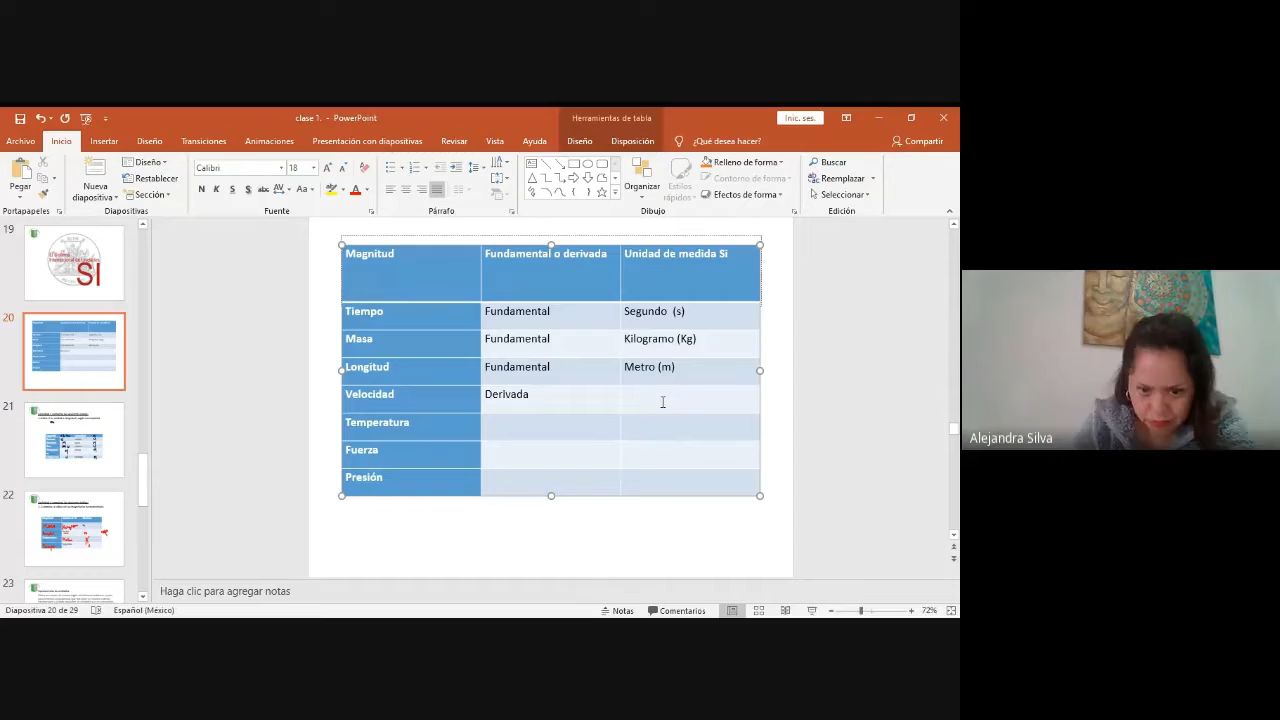 clase 1. - PowerPoint
Herramientas de tabla
Inic. ses.
Archivo Inicio Insertar Diseño Transiciones Animaciones Presentación con diapositivas Revisar Vista Ayuda Diseño Disposición ¿Qué desea hacer? Compartir
Pegar
Nueva diapositiva
Diseño
Restablecer
Sección
Calibri 18
N K S S abc AV Aa A
Organizar
Estilos rápidos
Relleno de forma
Contorno de forma
Efectos de forma
Buscar
Reemplazar
Seleccionar
Portapapeles Diapositivas Fuente Párrafo Dibujo Edición
19
SI
20
21
22
23
Magnitud Fundamental o derivada Unidad de medida SI
Tiempo Fundamental Segundo (s)
Masa Fundamental Kilogramo (Kg)
Longitud Fundamental Metro (m)
Velocidad Derivada
Temperatura
Fuerza
Presión
Haga clic para agregar notas
Diapositiva 20 de 29 Español (México) Notas Comentarios 72%
Alejandra Silva